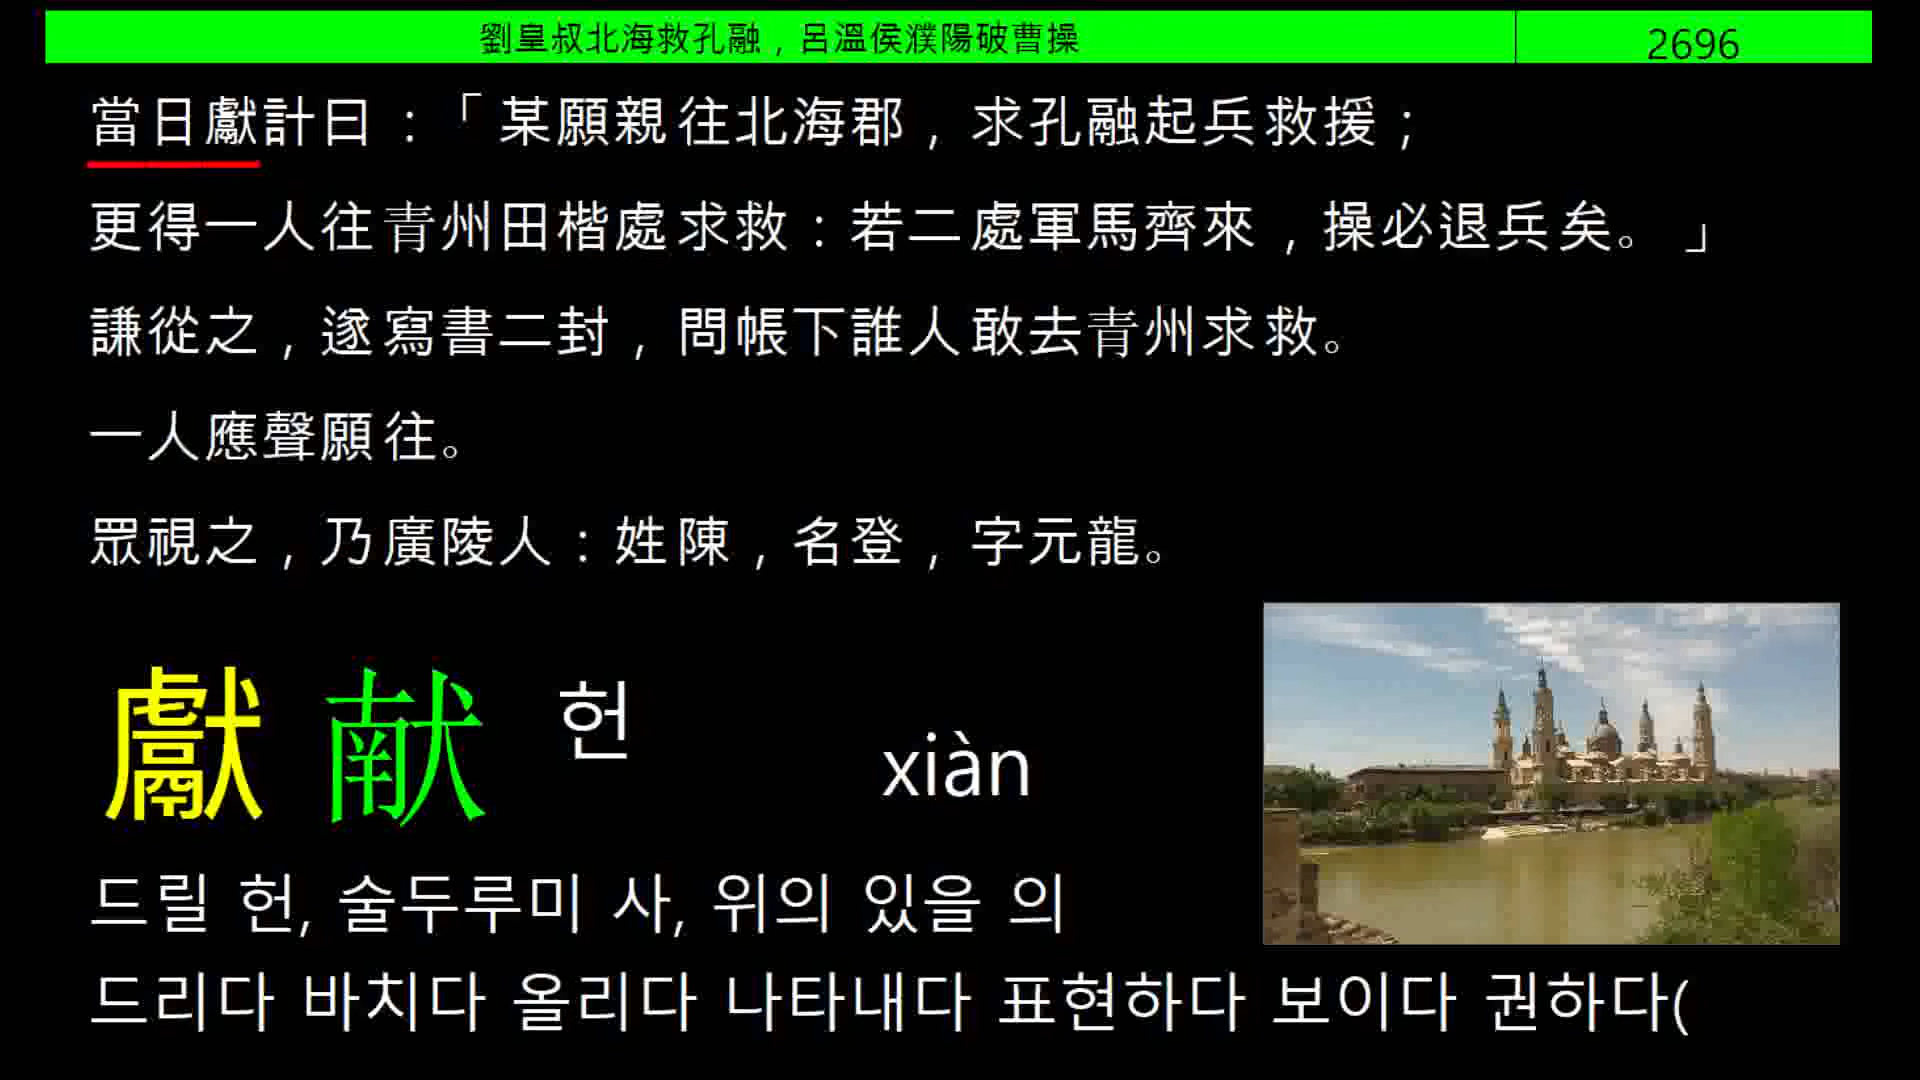 劉皇叔北海救孔融，呂溫侯濮陽破曹操
2696
當日獻計曰：「某願親往北海郡，求孔融起兵救援；
更得一人往青州田楷處求救：若二處軍馬齊來，操必退兵矣。」
謙從之，遂寫書二封，問帳下誰人敢去青州求救。
一人應聲願往。
眾視之，乃廣陵人：姓陳，名登，字元龍。
獻 献 헌 xiàn
드릴 헌, 술두루미 사, 위의 있을 의
드리다 바치다 올리다 나타내다 표현하다 보이다 권하다(